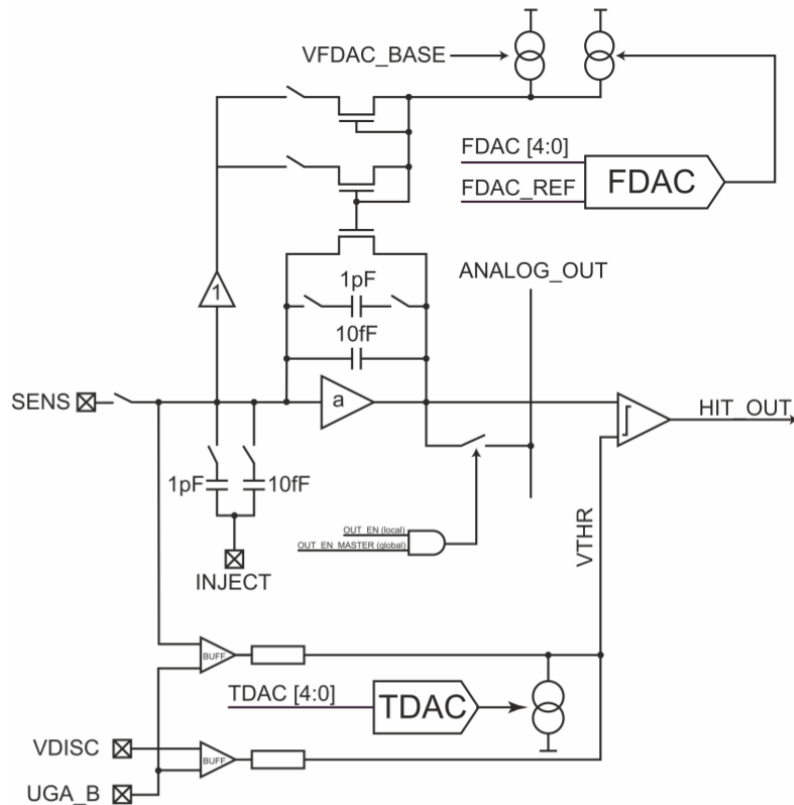 VFDAC_BASE
FDAC [4:0]
FDAC_REF
FDAC
1
1pF
ANALOG_OUT
10fF
SENS
a
HIT_OUT
1pF
10fF
OUT_EN (local)
OUT_EN_MASTER (global)
VTHR
INJECT
BUFF
TDAC [4:0]
TDAC
VDISC
BUFF
UGA_B